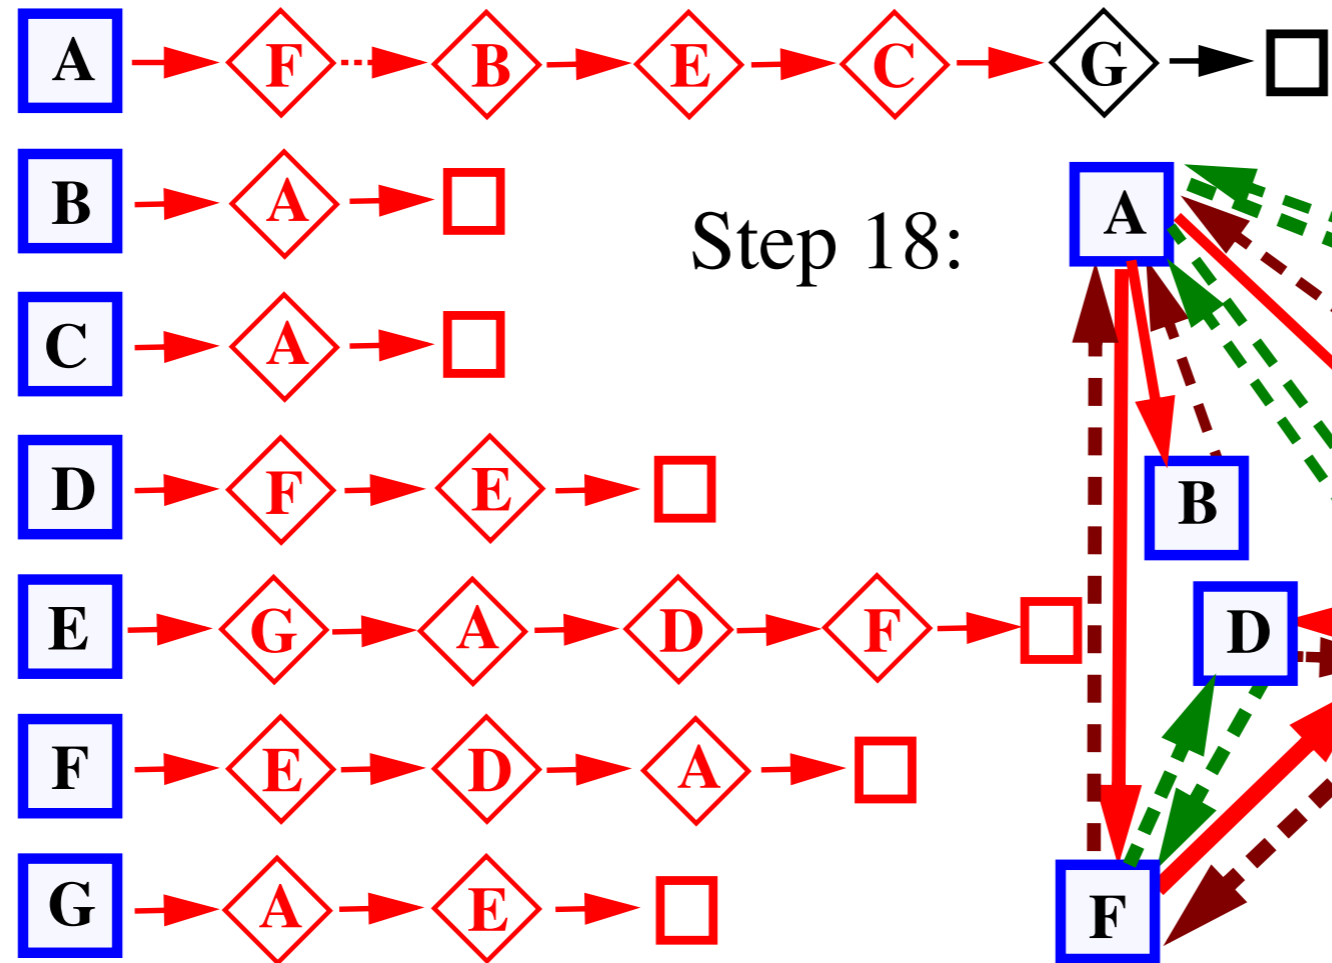 A F B E C G
B A
Step 18:
A
C A
D F E
B
E G A D F
D
F E D A
G A E
F